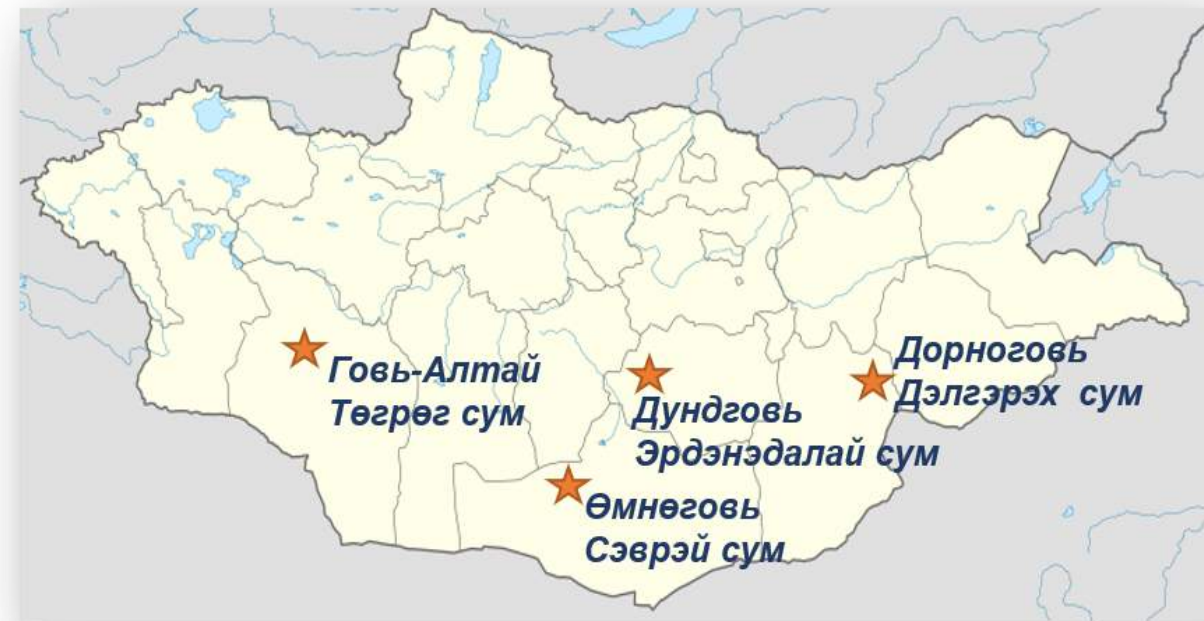 Говь-Алтай
Төгрөг сум
Дундговь
Эрдэнэдалай сум
Дорноговь
Дэлгэрэх сум
Өмнөговь
Сэврэй сум